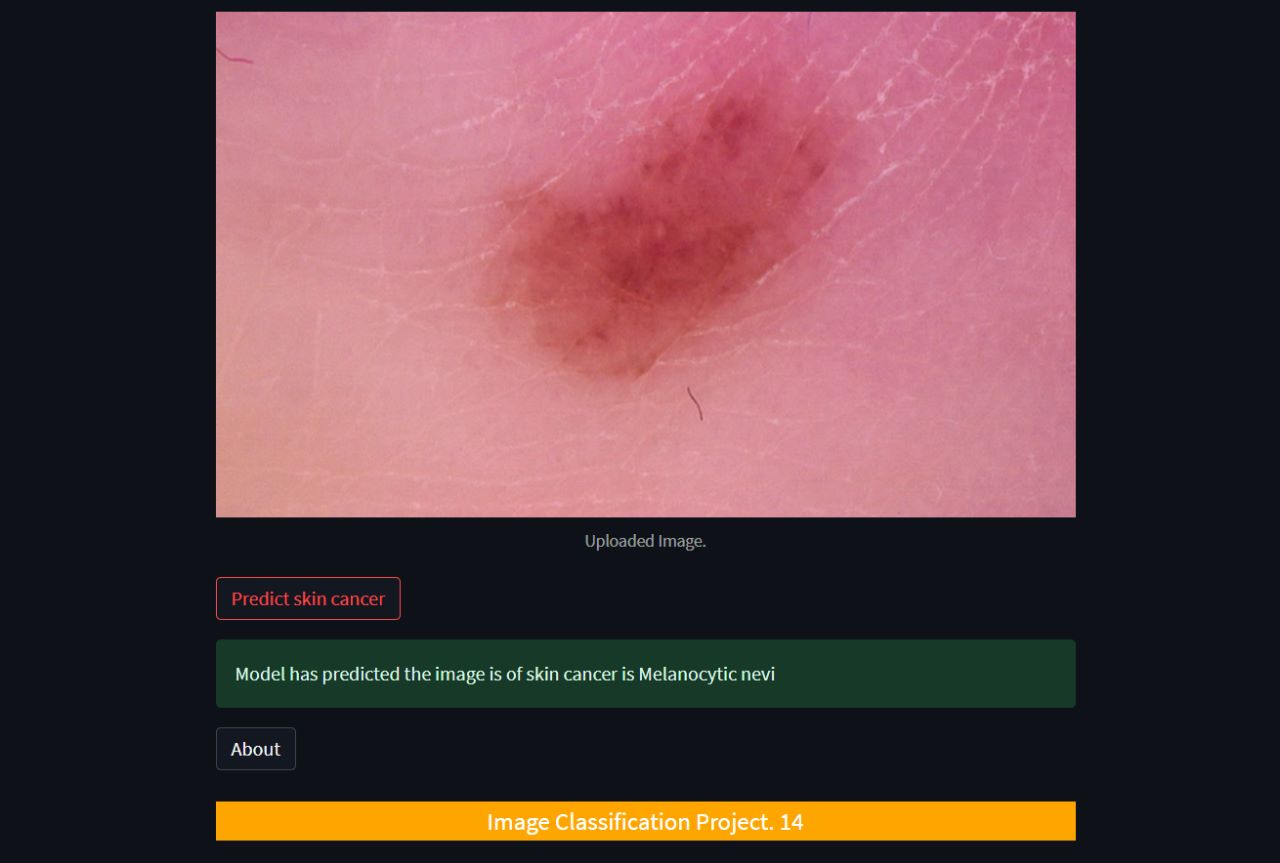 Uploaded Image.
Predict skin cancer
Model has predicted the image is of skin cancer is Melanocytic nevi
About
Image Classification Project. 14